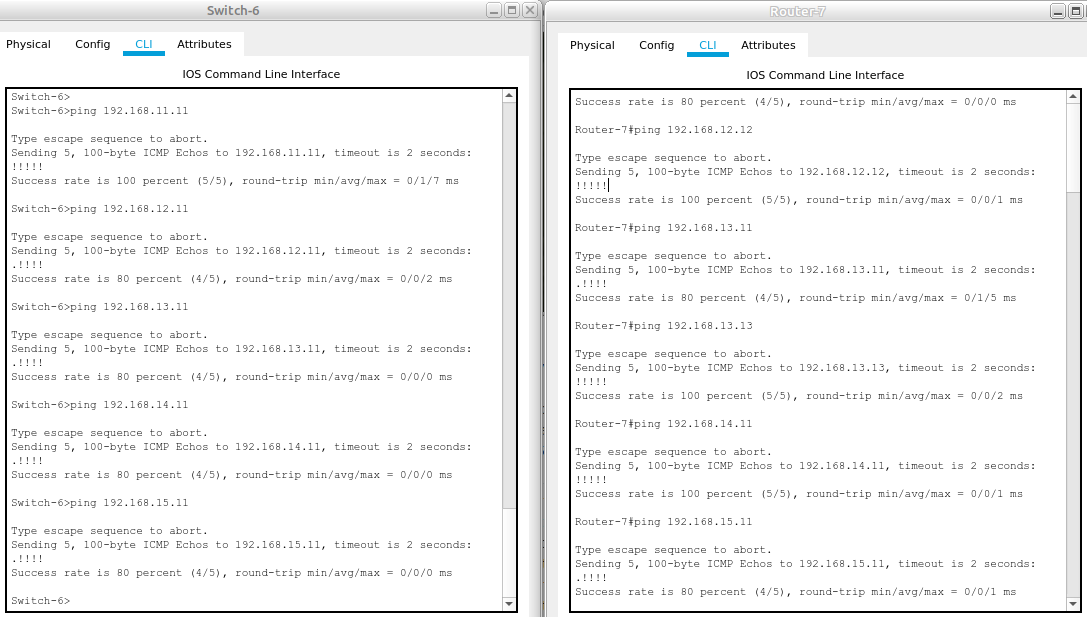 Switch-6
Physical Config CLI Attributes
IOS Command Line Interface
Switch-6>
Switch-6>ping 192.168.11.11
Type escape sequence to abort.
Sending 5, 100-byte ICMP Echos to 192.168.11.11, timeout is 2 seconds:
!!!!!
Success rate is 100 percent (5/5), round-trip min/avg/max = 0/1/7 ms
Switch-6>ping 192.168.12.11
Type escape sequence to abort.
Sending 5, 100-byte ICMP Echos to 192.168.12.11, timeout is 2 seconds:
.!!!!
Success rate is 80 percent (4/5), round-trip min/avg/max = 0/0/2 ms
Switch-6>ping 192.168.13.11
Type escape sequence to abort.
Sending 5, 100-byte ICMP Echos to 192.168.13.11, timeout is 2 seconds:
.!!!!
Success rate is 80 percent (4/5), round-trip min/avg/max = 0/0/0 ms
Switch-6>ping 192.168.14.11
Type escape sequence to abort.
Sending 5, 100-byte ICMP Echos to 192.168.14.11, timeout is 2 seconds:
.!!!!
Success rate is 80 percent (4/5), round-trip min/avg/max = 0/0/0 ms
Switch-6>ping 192.168.15.11
Type escape sequence to abort.
Sending 5, 100-byte ICMP Echos to 192.168.15.11, timeout is 2 seconds:
.!!!!
Success rate is 80 percent (4/5), round-trip min/avg/max = 0/0/0 ms
Switch-6>
Router-7
Physical Config CLI Attributes
IOS Command Line Interface
Success rate is 80 percent (4/5), round-trip min/avg/max = 0/0/0 ms
Router-7#ping 192.168.12.12
Type escape sequence to abort.
Sending 5, 100-byte ICMP Echos to 192.168.12.12, timeout is 2 seconds:
!!!!!
Success rate is 100 percent (5/5), round-trip min/avg/max = 0/0/1 ms
Router-7#ping 192.168.13.11
Type escape sequence to abort.
Sending 5, 100-byte ICMP Echos to 192.168.13.11, timeout is 2 seconds:
.!!!!
Success rate is 80 percent (4/5), round-trip min/avg/max = 0/1/5 ms
Router-7#ping 192.168.13.13
Type escape sequence to abort.
Sending 5, 100-byte ICMP Echos to 192.168.13.13, timeout is 2 seconds:
!!!!!
Success rate is 100 percent (5/5), round-trip min/avg/max = 0/0/2 ms
Router-7#ping 192.168.14.11
Type escape sequence to abort.
Sending 5, 100-byte ICMP Echos to 192.168.14.11, timeout is 2 seconds:
!!!!!
Success rate is 100 percent (5/5), round-trip min/avg/max = 0/0/1 ms
Router-7#ping 192.168.15.11
Type escape sequence to abort.
Sending 5, 100-byte ICMP Echos to 192.168.15.11, timeout is 2 seconds:
.!!!!
Success rate is 80 percent (4/5), round-trip min/avg/max = 0/0/1 ms